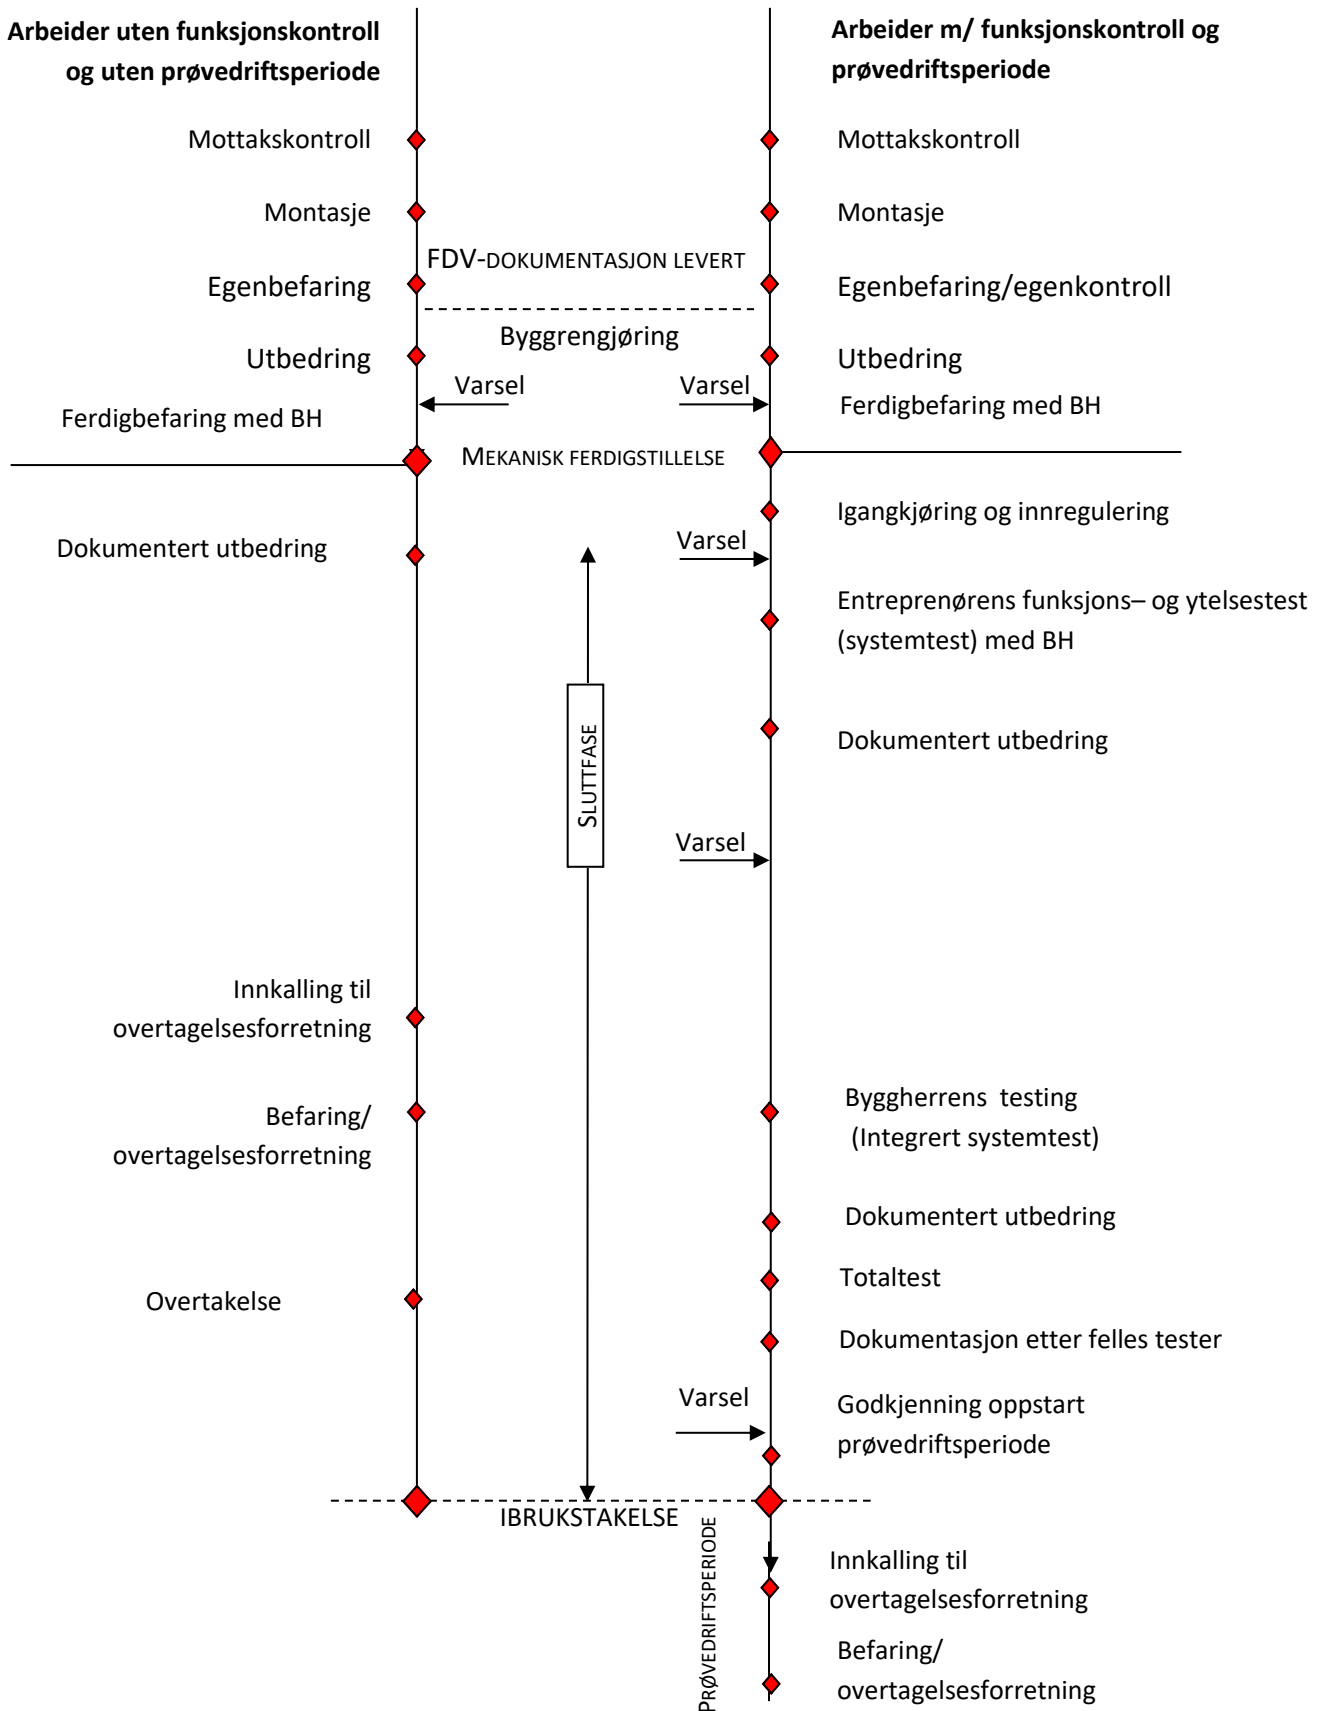 Arbeider uten funksjonskontroll
og uten prøvedriftsperiode
Arbeider m/ funksjonskontroll og
prøvedriftsperiode
Mottakskontroll
Mottakskontroll
Montasje
Montasje
FDV-DOKUMENTASJON LEVERT
Egenbefaring
Egenbefaring/egenkontroll
Byggrengjøring
Utbedring
Utbedring
Varsel
Varsel
Ferdigbefaring med BH
Ferdigbefaring med BH
MEKANISK FERDIGSTILLELSE
Igangkjøring og innregulering
Varsel
Dokumentert utbedring
Entreprenørens funksjons– og ytelsestest
(systemtest) med BH
Dokumentert utbedring
SLUTTFASE
Varsel
Innkalling til
overtagelsesforretning
Befaring/
overtagelsesforretning
Byggherrens  testing
(Integrert systemtest)
Dokumentert utbedring
Totaltest
Overtakelse
Dokumentasjon etter felles tester
Varsel
Godkjenning oppstart
prøvedriftsperiode
IBRUKSTAKELSE
PRØVEDRIFTSPERIODE
Innkalling til
overtagelsesforretning
Befaring/
overtagelsesforretning